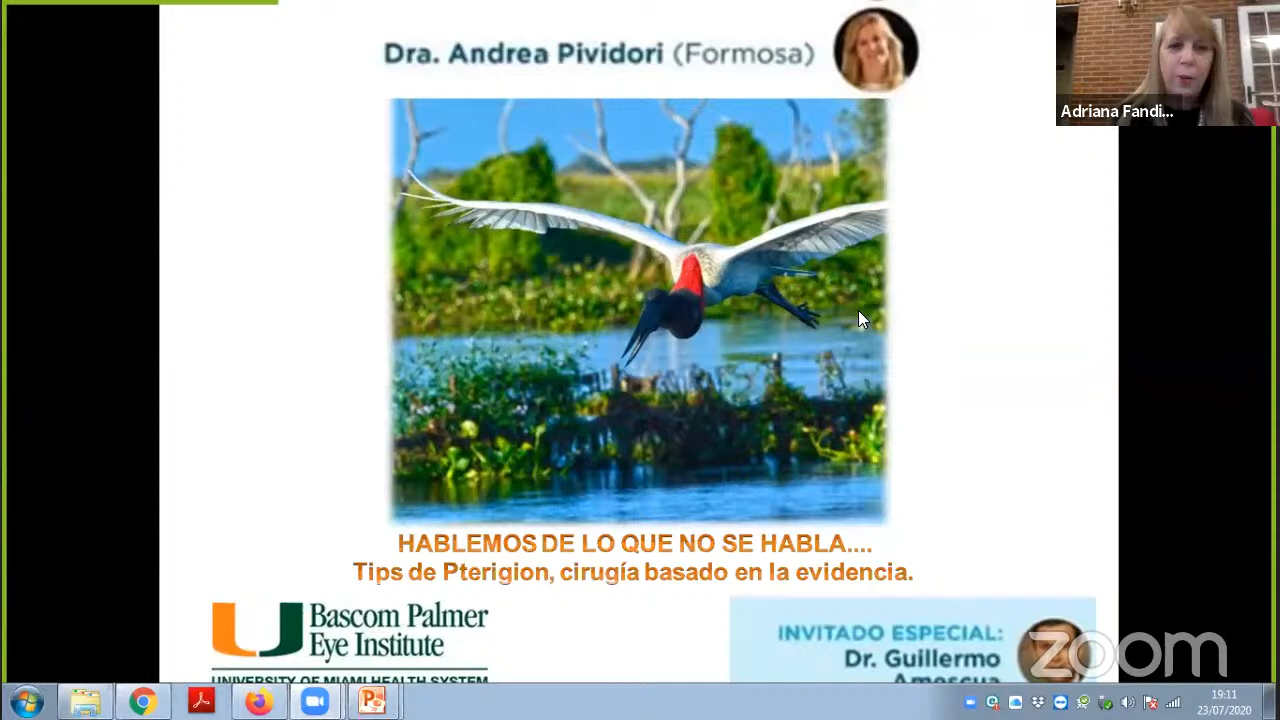 Dra. Andrea Pividori (Formosa)
Adriana Fandi...
HABLEMOS DE LO QUE NO SE HABLA....
Tips de Pterigion, cirugía basado en la evidencia.
U Bascom Palmer
Eye Institute
UNIVERSITY OF MIAMI HEALTH SYSTEM
INVITADO ESPECIAL:
Dr. Guillermo
Amescua
zoom
19:11
23/07/2020